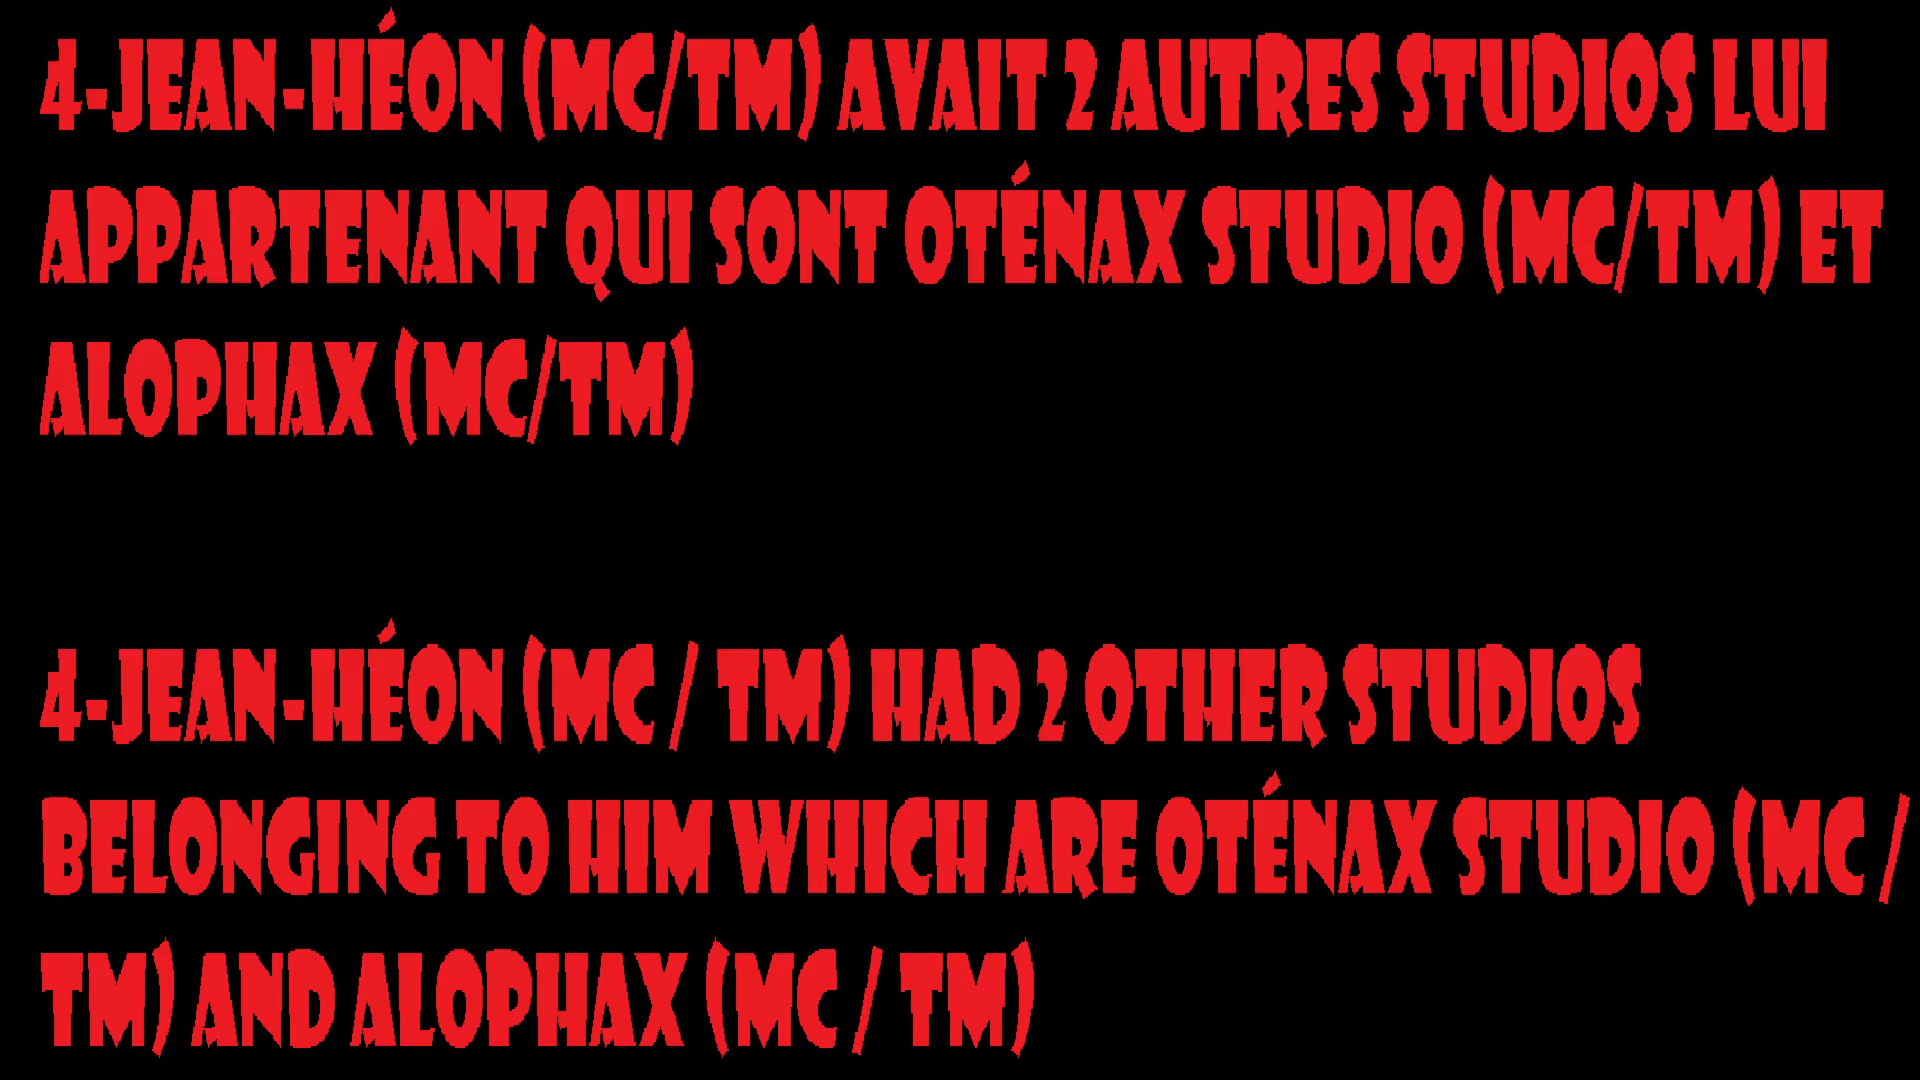 4-JEAN-HÉON (MC/TM) AVAIT 2 AUTRES STUDIOS LUI
APPARTENANT QUI SONT OTÉNAX STUDIO (MC/TM) ET
ALOPHAX (MC/TM)
4-JEAN-HÉON (MC / TM) HAD 2 OTHER STUDIOS
BELONGING TO HIM WHICH ARE OTÉNAX STUDIO (MC /
TM) AND ALOPHAX (MC / TM)